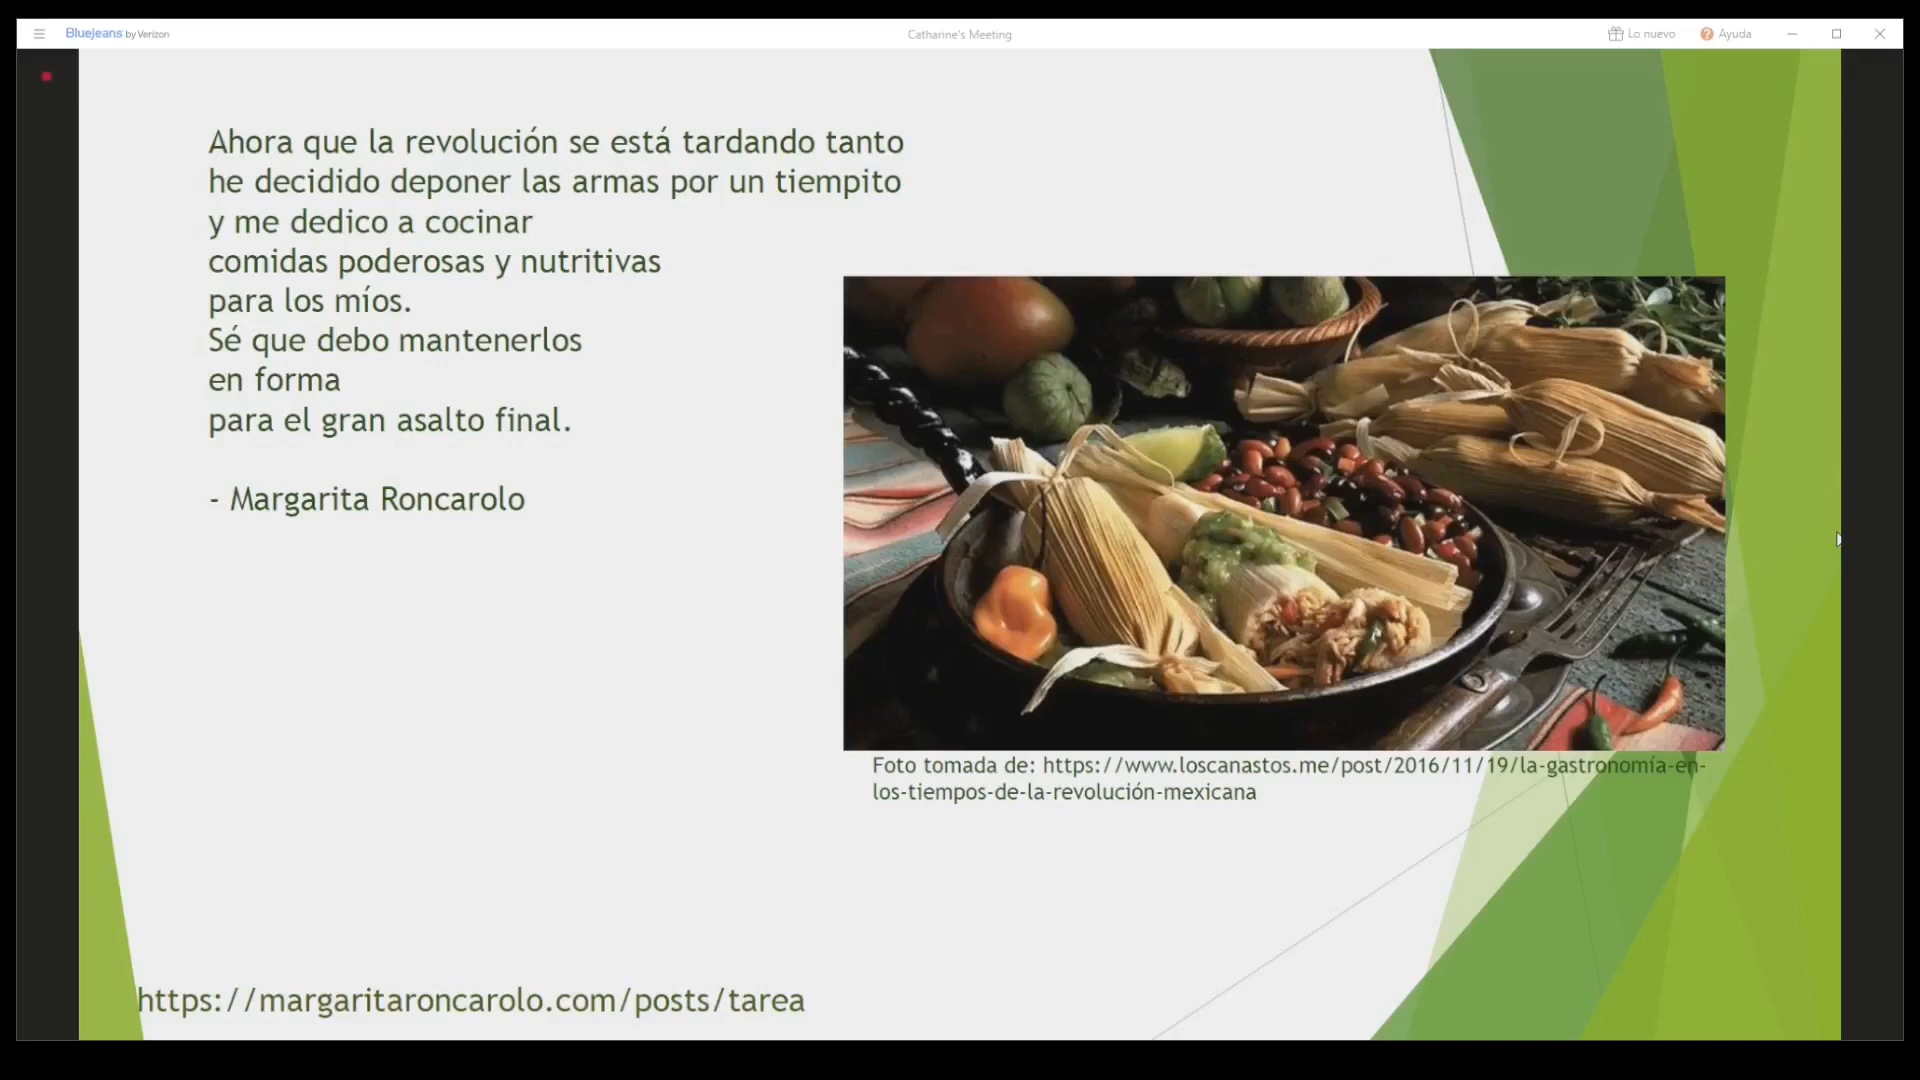 BlueJeans by Verizon
Catharine's Meeting
Lo nuevo
Ayuda
Ahora que la revolución se está tardando tanto
he decidido deponer las armas por un tiempito
y me dedico a cocinar
comidas poderosas y nutritivas
para los míos.
Sé que debo mantenerlos
en forma
para el gran asalto final.
- Margarita Roncarolo
Foto tomada de: https://www.loscanastos.me/post/2016/11/19/la-gastronomía-en-
los-tiempos-de-la-revolución-mexicana
https://margaritaroncarolo.com/posts/tarea